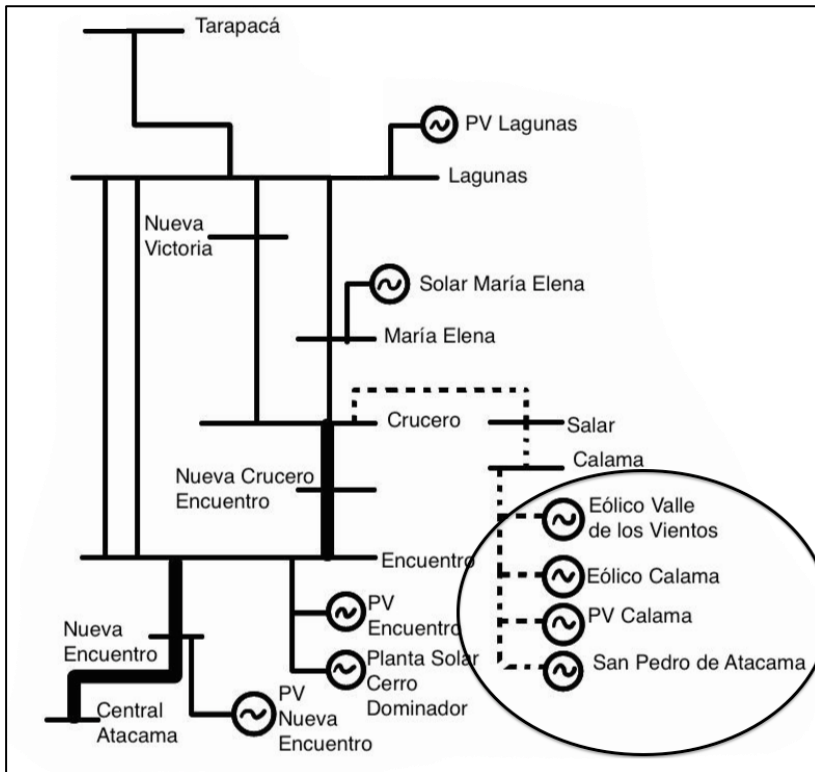 Tarapacá
PV Lagunas
Lagunas
Nueva
Victoria
Solar María Elena
María Elena
Crucero
Salar
Calama
Nueva Crucero
Encuentro
Eólico Valle
de los Vientos
Encuentro
Eólico Calama
PV
Encuentro
PV Calama
Nueva
Encuentro
Planta Solar
Cerro
Dominador
San Pedro de Atacama
Central
Atacama
PV
Nueva
Encuentro